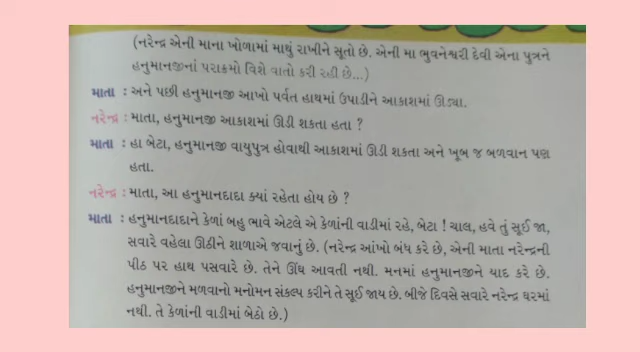 (નરેન્દ્ર એની માના ખોળામાં માથું રાખીને સૂતો છે. એની મા ભુવનેશ્વરી દેવી એના પુત્રને
હનુમાનજીનાં પરાક્રમો વિશે વાતો કરી રહી છે...)
માતા : અને પછી હનુમાનજી આખો પર્વત હાથમાં ઉપાડીને આકાશમાં ઊડ્યા.
નરેન્દ્ર : માતા, હનુમાનજી આકાશમાં ઊડી શકતા હતા ?
માતા : હા બેટા, હનુમાનજી વાયુપુત્ર હોવાથી આકાશમાં ઊડી શકતા અને ખૂબ જ બળવાન પણ
હતા.
નરેન્દ્ર : માતા, આ હનુમાનદાદા ક્યાં રહેતા હોય છે ?
માતા : હનુમાનદાદાને કેળાં બહુ ભાવે એટલે એ કેળાંની વાડીમાં રહે, બેટા ! ચાલ, હવે તું સૂઈ જા,
સવારે વહેલા ઊઠીને શાળાએ જવાનું છે. (નરેન્દ્ર આંખો બંધ કરે છે, એની માતા નરેન્દ્રની
પીઠ પર હાથ પસવારે છે. તેને ઊંઘ આવતી નથી. મનમાં હનુમાનજીને યાદ કરે છે.
હનુમાનજીને મળવાનો મનોમન સંકલ્પ કરીને તે સૂઈ જાય છે. બીજે દિવસે સવારે નરેન્દ્ર ઘરમાં
નથી. તે કેળાંની વાડીમાં બેઠો છે.)